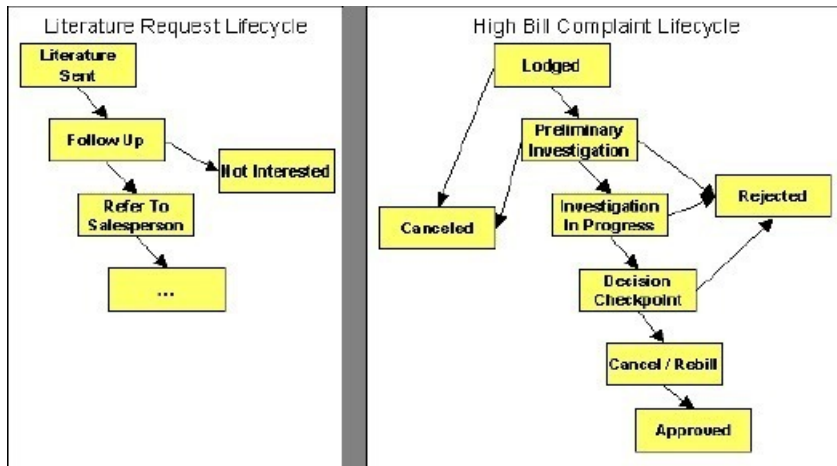 Literature Request Lifecycle
Literature
Sent
Follow Up
Not Interested
Refer To
Salesperson
...
High Bill Complaint Lifecycle
Lodged
Preliminary
Investigation
Canceled
Investigation
In Progress
Rejected
Decision
Checkpoint
Cancel / Rebill
Approved